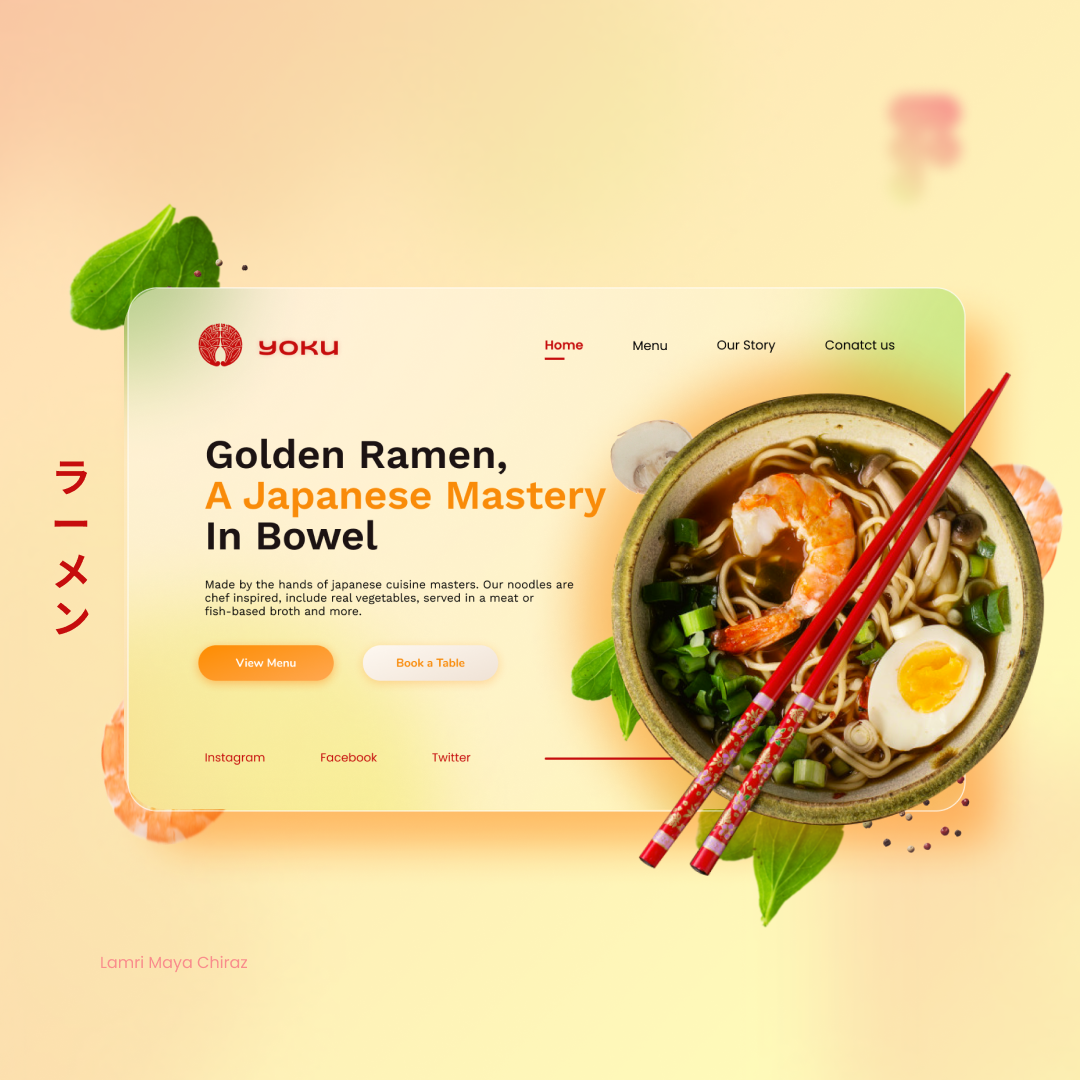 YOKU
Home
Menu
Our Story
Conatct us
Golden Ramen,
A Japanese Mastery
In Bowel
Made by the hands of japanese cuisine masters. Our noodles are
chef inspired, include real vegetables, served in a meat or
fish-based broth and more.
View Menu
Book a Table
Instagram
Facebook
Twitter
ラーメン
Lamri Maya Chiraz